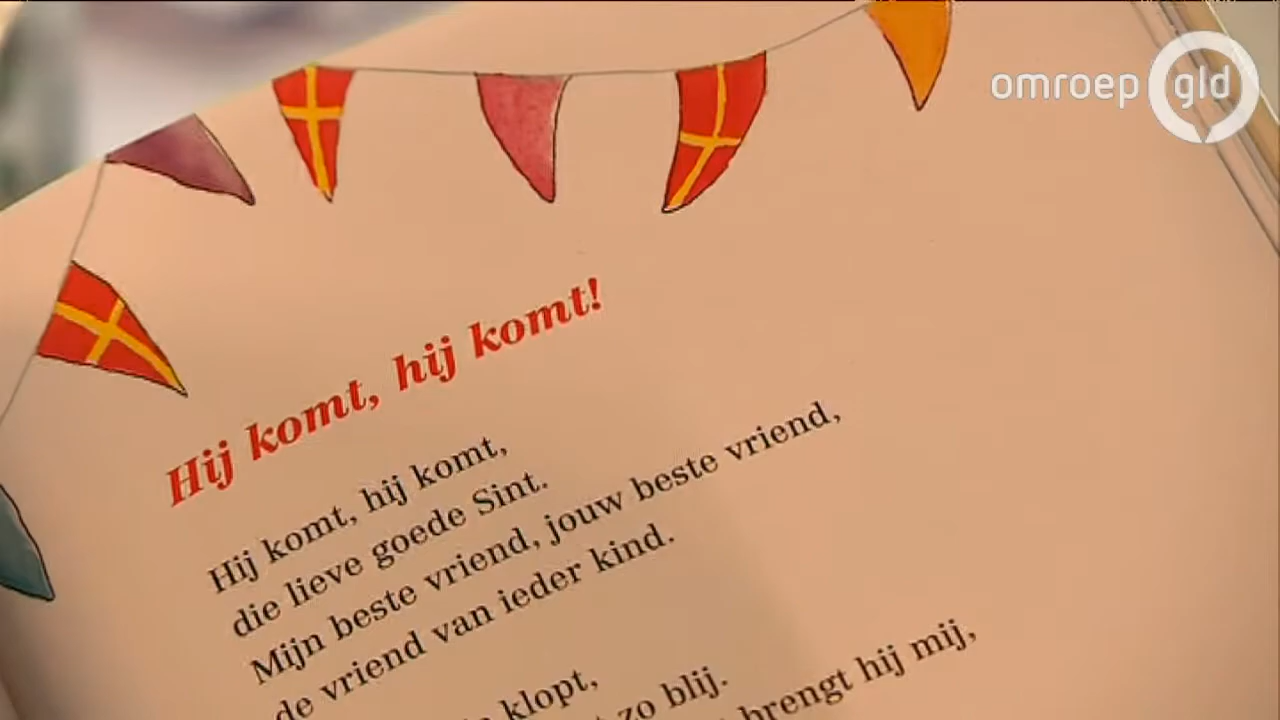 omroep gld
Hij komt, hij komt!
Hij komt, hij komt,
die lieve goede Sint.
Mijn beste vriend, jouw beste vriend,
de vriend van ieder kind.
klopt,
zo blij.
brengt hij mij,